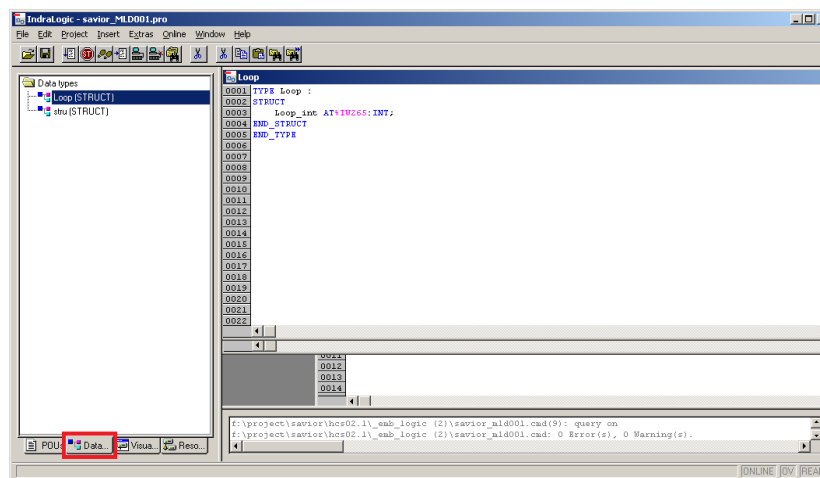 IndraLogic - savior_MLD001.pro
File Edit Project Insert Extras Online Window Help
Data types
Loop (STRUCT)
stru (STRUCT)
Loop
0001 TYPE Loop :
0002 STRUCT
0003 Loop_int AT%IW265:INT;
0004 END_STRUCT
0005 END_TYPE
0006
0007
0008
0009
0010
0011
0012
0013
0014
0015
0016
0017
0018
0019
0020
0021
0022
0011
0012
0013
0014
f:\project\savior\hcs02.1\_emb_logic (2)\savior_mld001.cmd(9): query on
f:\project\savior\hcs02.1\_emb_logic (2)\savior_mld001.cmd: 0 Error(s), 0 Warning(s).
POUs Data... Visua... Reso...
ONLINE OV READ